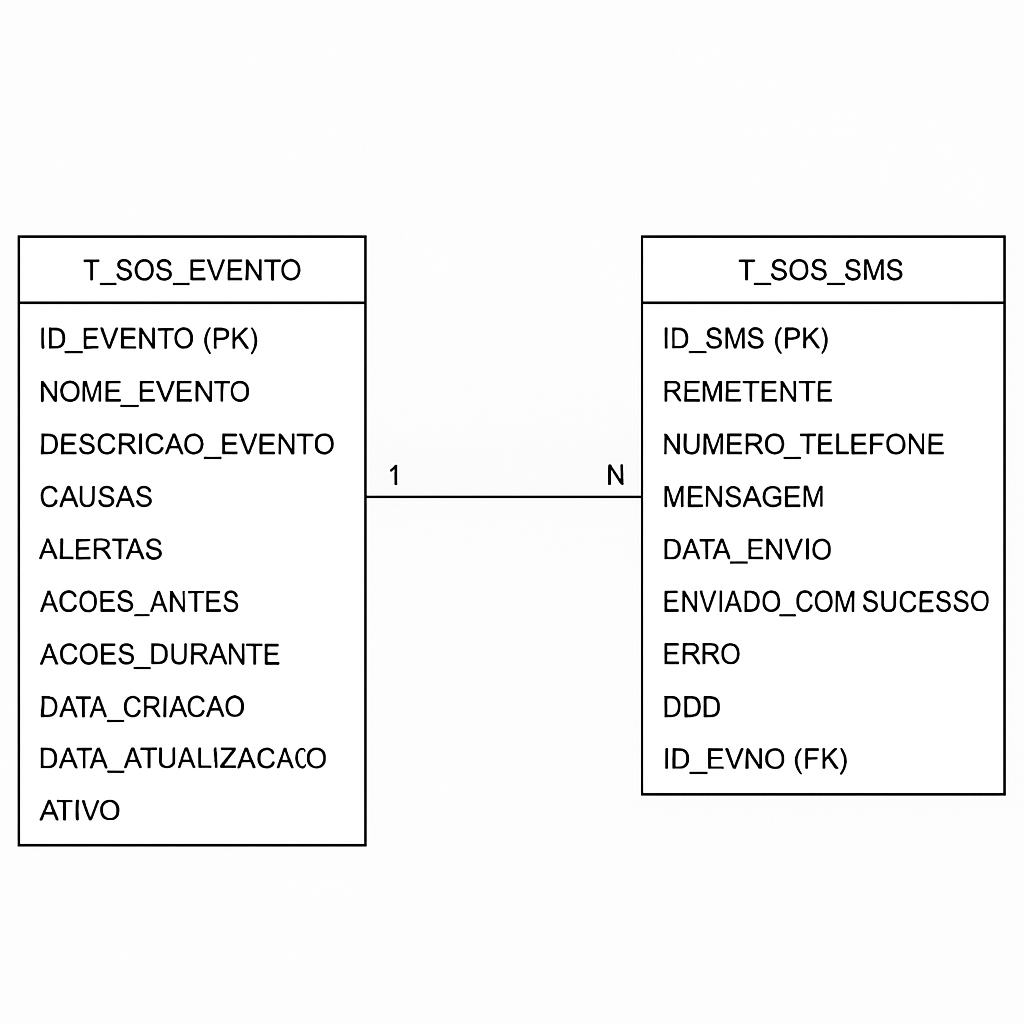 T_SOS_EVENTO
ID_EVENTO (PK)
NOME_EVENTO
DESCRICAO_EVENTO
CAUSAS
ALERTAS
ACOES_ANTES
ACOES_DURANTE
DATA_CRIACAO
DATA_ATUALIZACACO
ATIVO
1
N
T_SOS_SMS
ID_SMS (PK)
REMETENTE
NUMERO_TELEFONE
MENSAGEM
DATA_ENVIO
ENVIADO_COM SUCESSO
ERRO
DDD
ID_EVNO (FK)